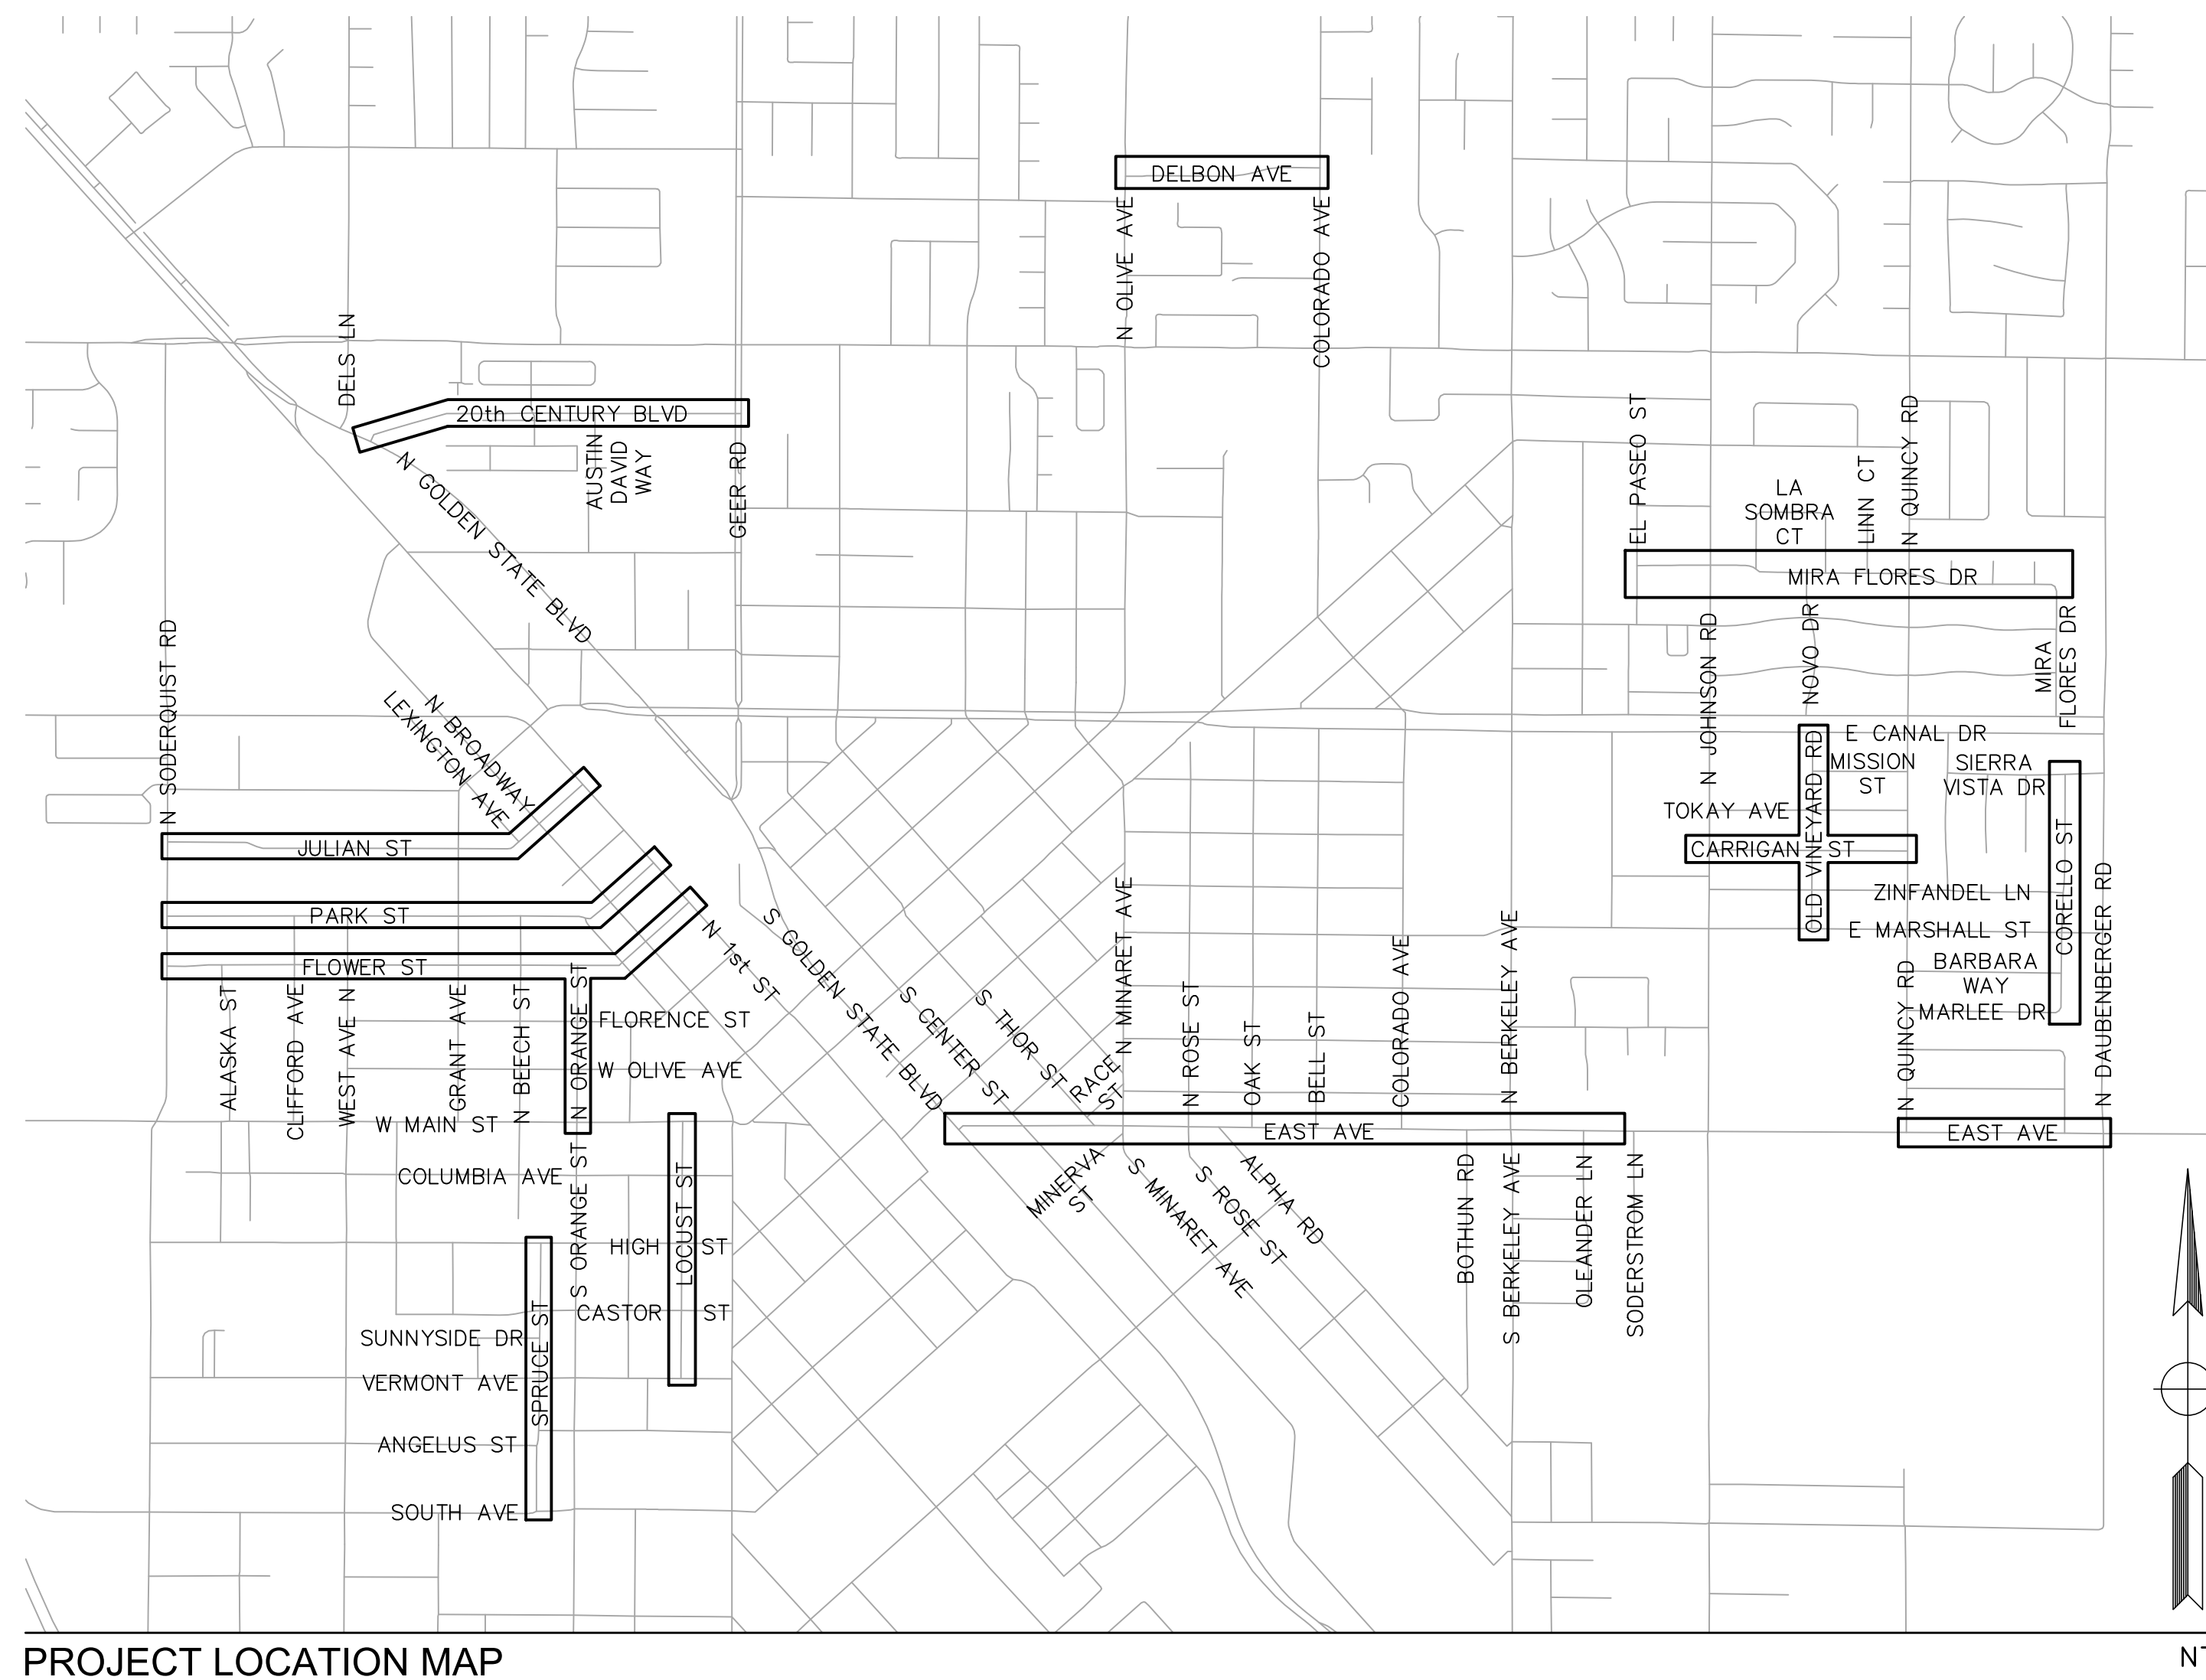 DELBON AVE
N OLIVE AVE
COLORADO AVE
DELS LN
20th CENTURY BLVD
N GOLDEN STATE BLVD
AUSTIN
DAVID
WAY
GEER RD
EL PASEO ST
LA
SOMBRA
CT
LINN CT
N QUINCY RD
MIRA FLORES DR
N JOHNSON RD
NOVO DR
MIRA
FLORES DR
N SODERQUIST RD
N BROADWAY
LEXINGTON AVE
E CANAL DR
OLD VINEYARD RD
MISSION
ST
SIERRA
VISTA DR
TOKAY AVE
CARRIGAN ST
CORELLO ST
JULIAN ST
PARK ST
FLOWER ST
ZINFANDEL LN
E MARSHALL ST
BARBARA
WAY
MARLEE DR
N QUINCY RD
N DAUBENBERGER RD
N 1st ST
S GOLDEN STATE BLVD
S CENTER ST
S THOR ST
RACE
ST
N MINARET AVE
N ROSE ST
OAK ST
BELL ST
COLORADO AVE
N BERKELEY AVE
ALASKA ST
CLIFFORD AVE
WEST AVE N
GRANT AVE
N BEECH ST
N ORANGE ST
FLORENCE ST
W OLIVE AVE
W MAIN ST
EAST AVE
EAST AVE
COLUMBIA AVE
S ORANGE ST
LOCUST ST
HIGH ST
CASTOR ST
MINERVA
ST
S MINARET AVE
S ROSE ST
ALPHA RD
BOTHUN RD
S BERKELEY AVE
OLEANDER LN
SODERSTROM LN
SPRUCE ST
SUNNYSIDE DR
VERMONT AVE
ANGELUS ST
SOUTH AVE
PROJECT LOCATION MAP